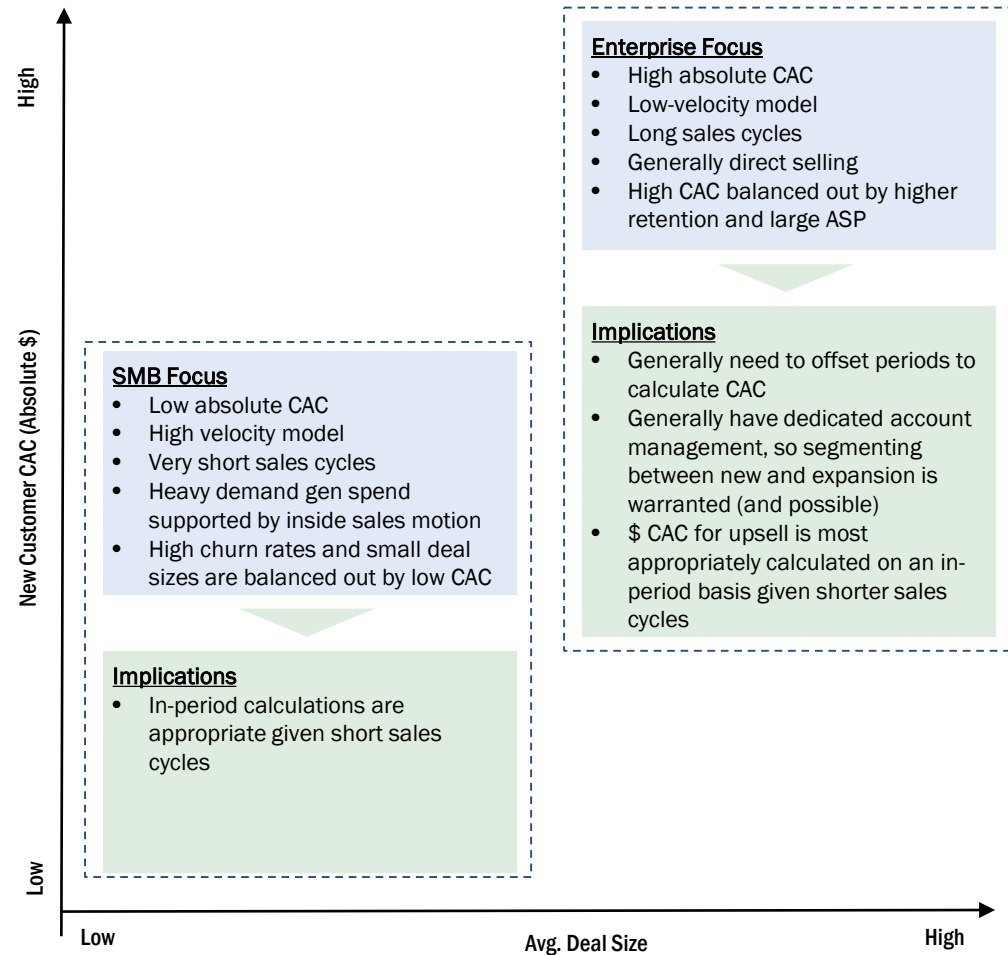 High
New Customer CAC (Absolute $)
Low
Enterprise Focus
• High absolute CAC
• Low-velocity model
• Long sales cycles
• Generally direct selling
• High CAC balanced out by higher
retention and large ASP
Implications
• Generally need to offset periods to
calculate CAC
• Generally have dedicated account
management, so segmenting
between new and expansion is
warranted (and possible)
• $ CAC for upsell is most
appropriately calculated on an in-
period basis given shorter sales
cycles
SMB Focus
• Low absolute CAC
• High velocity model
• Very short sales cycles
• Heavy demand gen spend
supported by inside sales motion
• High churn rates and small deal
sizes are balanced out by low CAC
Implications
• In-period calculations are
appropriate given short sales
cycles
Low
Avg. Deal Size
High